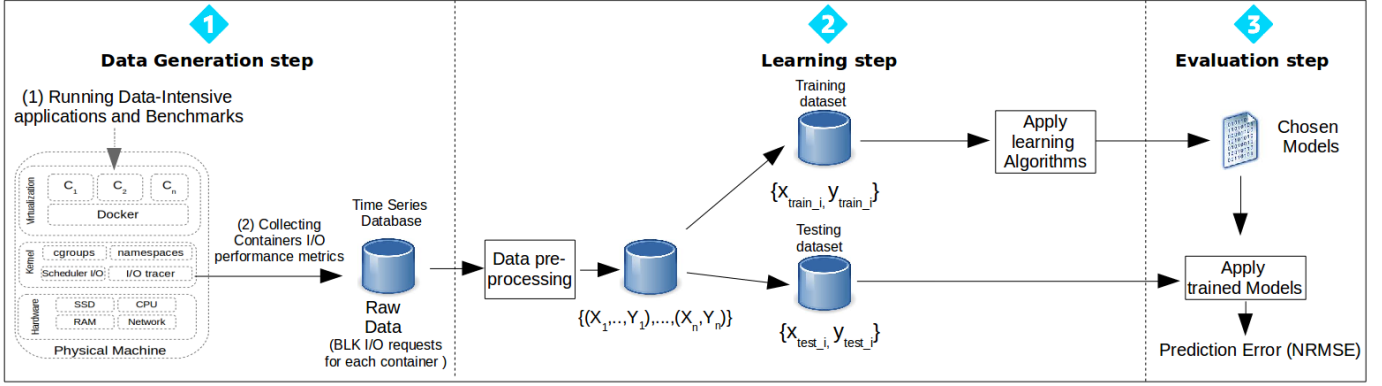 1
Data Generation step
(1) Running Data-Intensive
applications and Benchmarks
Virtualization
C1 C2 Cn
Docker
Kernel
cgroups namespaces
Scheduler I/O I/O tracer
Hardware
SSD CPU
RAM Network
Physical Machine
(2) Collecting
Containers I/O
performance metrics
Time Series
Database
Raw
Data
(BLK I/O requests
for each container )
2
Learning step
Data pre-
processing
{(X1,..,Y1),...,(Xn,Yn)}
Training
dataset
{xtrain_i, ytrain_i}
Testing
dataset
{xtest_i, ytest_i}
Apply
learning
Algorithms
3
Evaluation step
Chosen
Models
Apply
trained Models
Prediction Error (NRMSE)